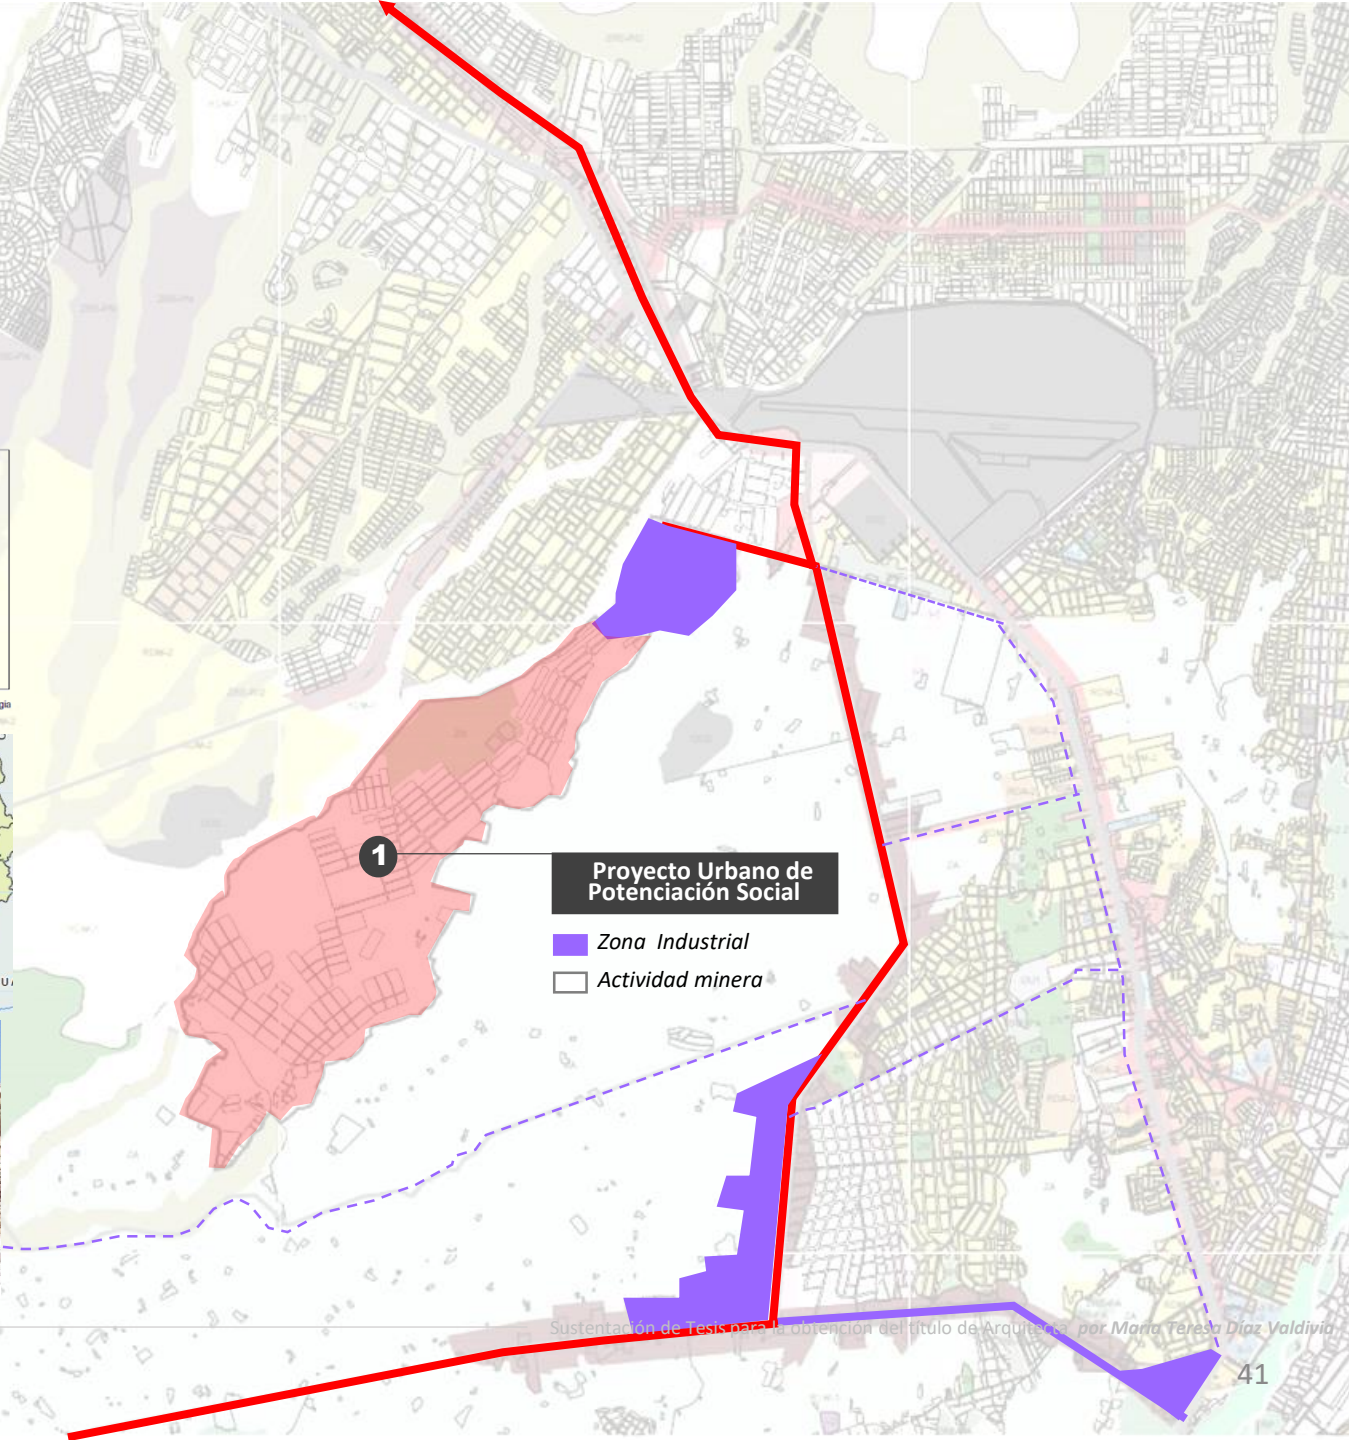 gia
1
Proyecto Urbano de
Potenciación Social
Zona Industrial
Actividad minera
Sustentación de Tesis para la obtención del título de Arquitecta por María Teresa Díaz Valdivia
41